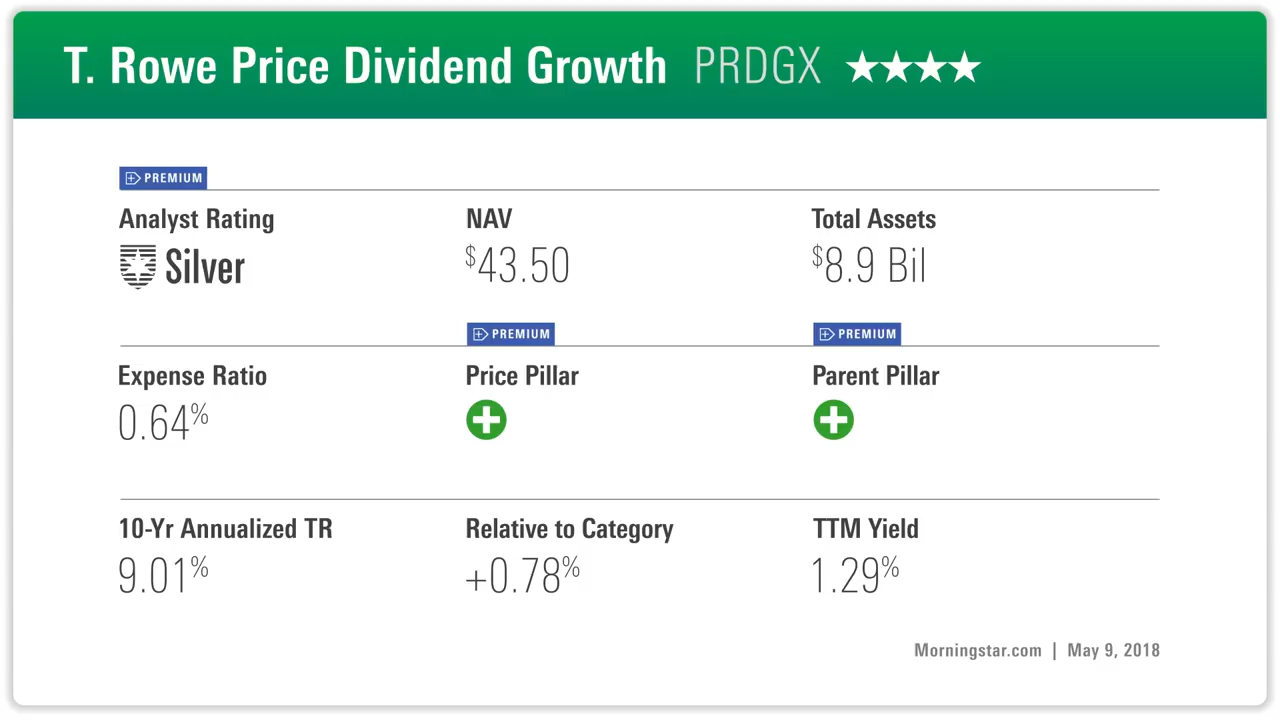 T. Rowe Price Dividend Growth PRDGX ★★★★
PREMIUM
Analyst Rating NAV Total Assets
Silver $43.50 $8.9 Bil
PREMIUM PREMIUM
Expense Ratio Price Pillar Parent Pillar
0.64%
10-Yr Annualized TR Relative to Category TTM Yield
9.01% +0.78% 1.29%
Morningstar.com | May 9, 2018